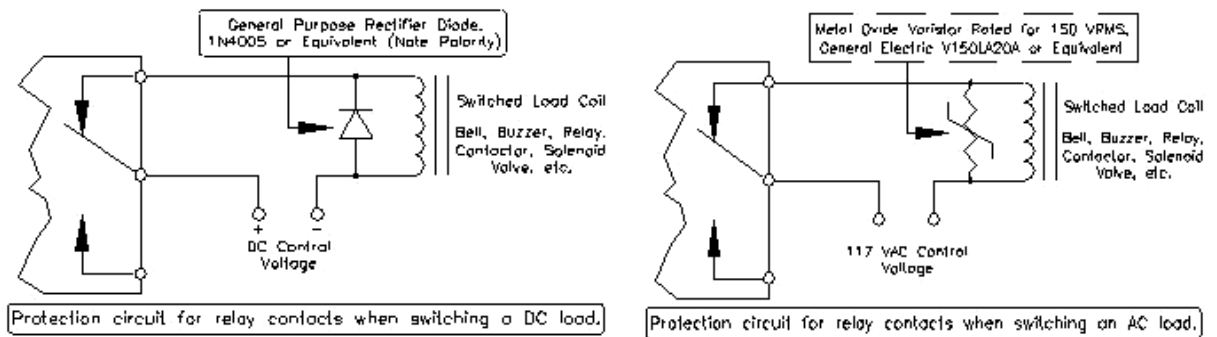 General Purpose Rectifier Diode.
1N4005 or Equivalent (Note Polarity)
Switched Load Coil
Bell, Buzzer, Relay,
Contactor, Solenoid
Valve, etc.
+ −
DC Control
Voltage
Protection circuit for relay contacts when switching a DC load.
Metal Oxide Varistor Rated for 150 VRMS.
General Electric V150LA20A or Equivalent
Switched Load Coil
Bell, Buzzer, Relay,
Contactor, Solenoid
Valve, etc.
117 VAC Control
Voltage
Protection circuit for relay contacts when switching an AC load.